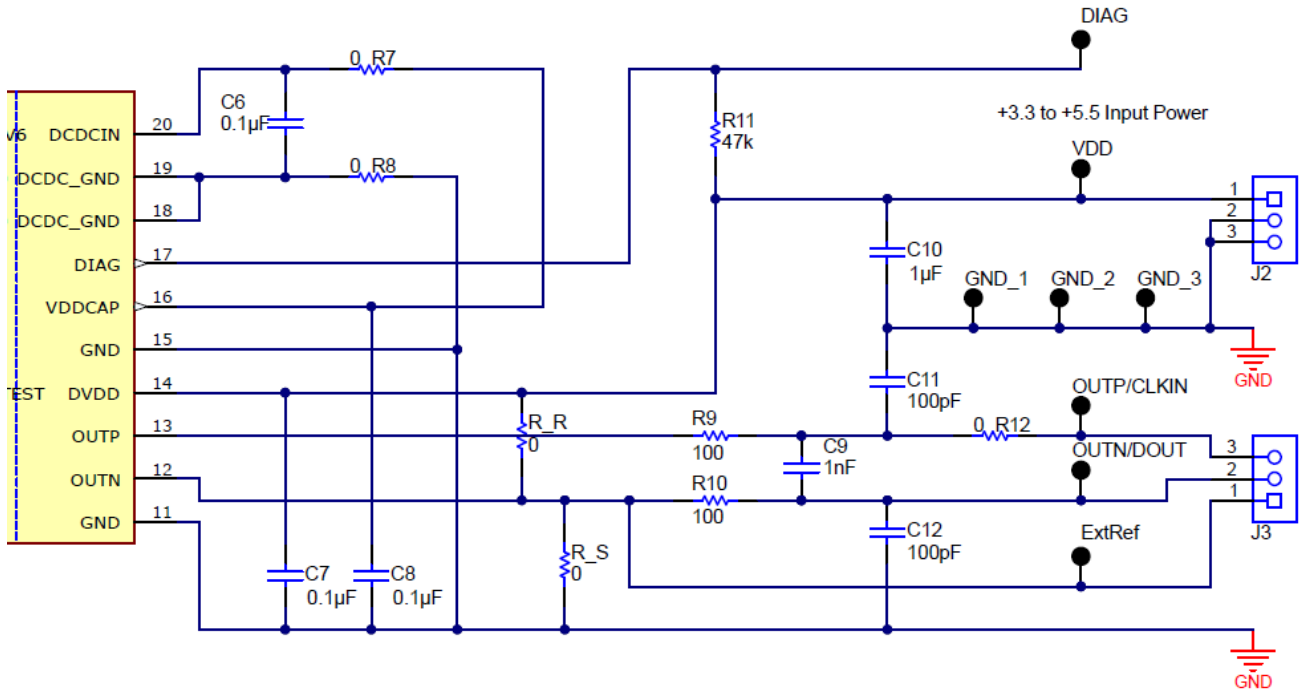 DIAG
0 R7
C6
0.1µF
R11
47k
+3.3 to +5.5 Input Power
V6
DCDCIN
20
VDD
DCDC_GND
19
0 R8
1
2
3
J2
DCDC_GND
18
DIAG
17
C10
1µF
GND_1
GND_2
GND_3
VDDCAP
16
GND
15
GND
TEST
DVDD
14
C11
100pF
OUTP/CLKIN
OUTP
13
R_R
0
R9
100
0 R12
C9
1nF
OUTN/DOUT
3
2
1
J3
OUTN
12
R10
100
GND
11
C12
100pF
ExtRef
R_S
0
C7
0.1µF
C8
0.1µF
GND